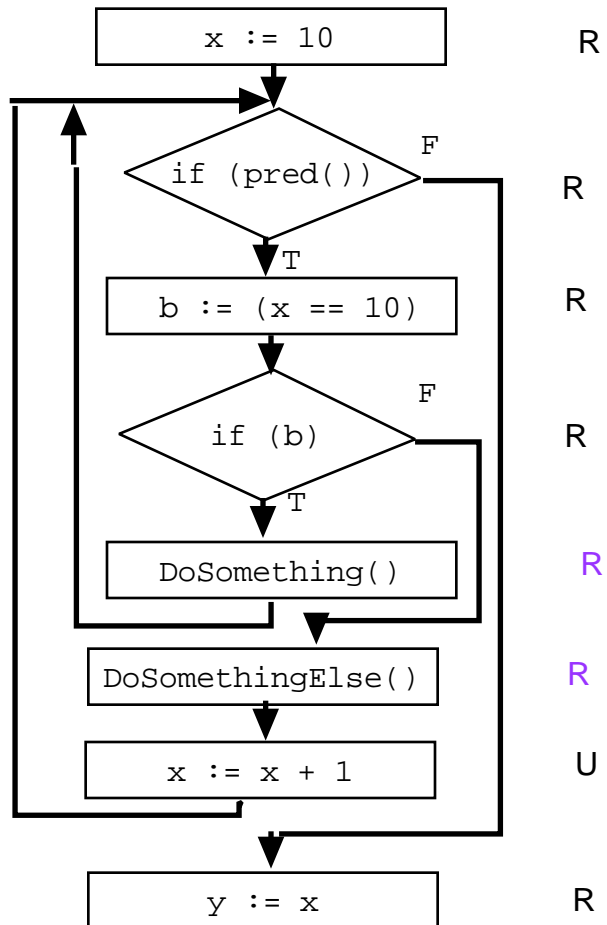 x := 10
R
F
if (pred())
R
T
b := (x == 10)
R
F
if (b)
R
T
DoSomething()
R
DoSomethingElse()
R
x := x + 1
U
y := x
R